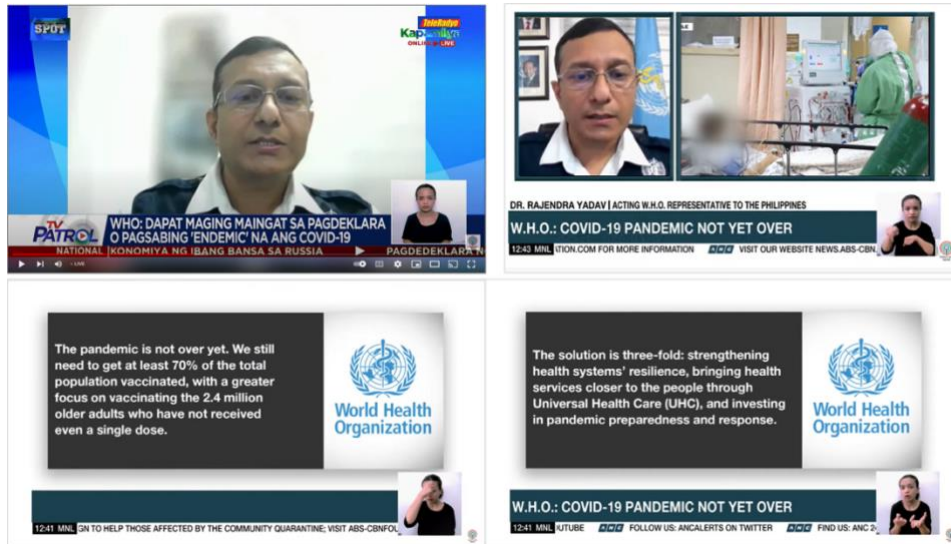 SPOT
TeleRadyo
Kapamilya
ONLINE LIVE
TV
PATROL
WHO: DAPAT MAGING MAINGAT SA PAGDEKLARA
O PAGSABING 'ENDEMIC' NA ANG COVID-19
NATIONAL
KONOMIYA NG IBANG BANSA SA RUSSIA
PAGDEDEKLARA N
LIVE
DR. RAJENDRA YADAV | ACTING W.H.O. REPRESENTATIVE TO THE PHILIPPINES
W.H.O.: COVID-19 PANDEMIC NOT YET OVER
12:43 MNL
TION.COM FOR MORE INFORMATION
ANC
VISIT OUR WEBSITE NEWS.ABS-CBN.
The pandemic is not over yet. We still
need to get at least 70% of the total
population vaccinated, with a greater
focus on vaccinating the 2.4 million
older adults who have not received
even a single dose.
World Health
Organization
12:41 MNL
GN TO HELP THOSE AFFECTED BY THE COMMUNITY QUARANTINE; VISIT ABS-CBNFOU
The solution is three-fold: strengthening
health systems' resilience, bringing health
services closer to the people through
Universal Health Care (UHC), and investing
in pandemic preparedness and response.
World Health
Organization
W.H.O.: COVID-19 PANDEMIC NOT YET OVER
12:41 MNL
OUTUBE
ANC
FOLLOW US: ANCALERTS ON TWITTER
ANC
FIND US: ANC 2